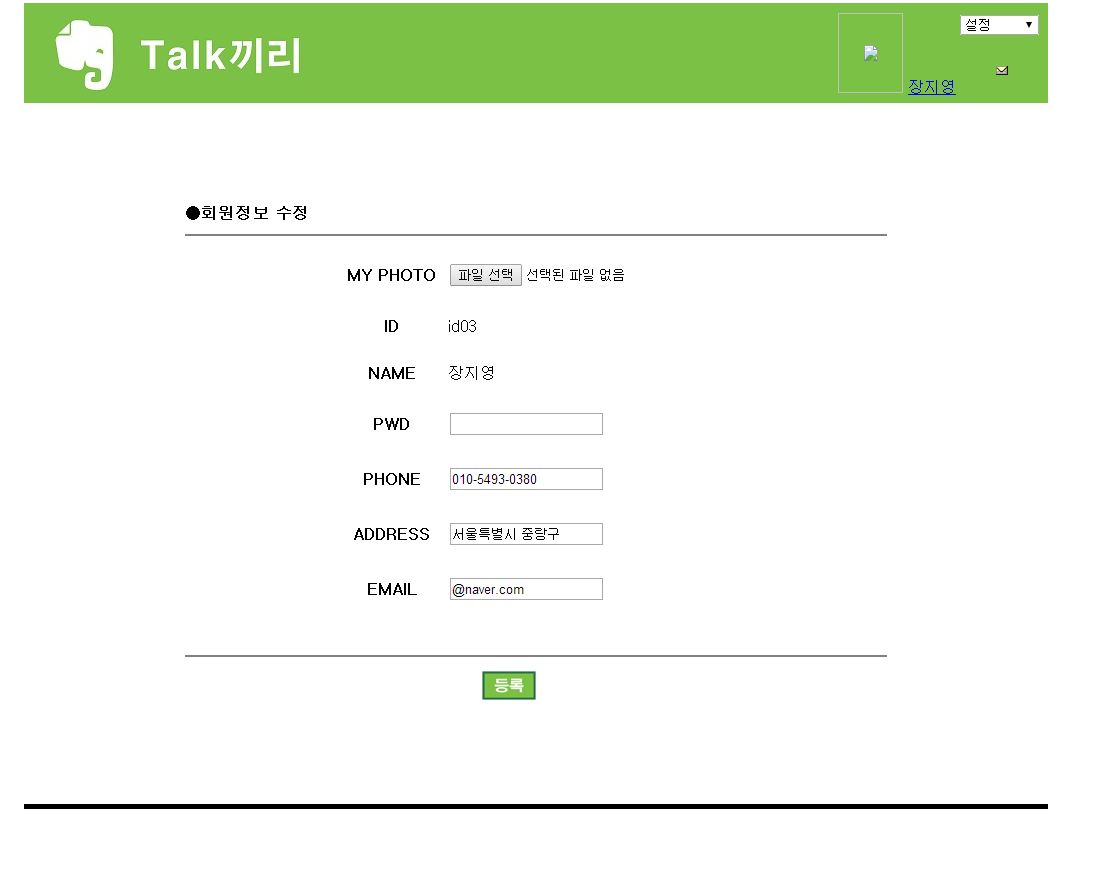 Talk끼리
설정
장지영
●회원정보 수정
MY PHOTO 파일 선택 선택된 파일 없음
ID id03
NAME 장지영
PWD
PHONE 010-5493-0380
ADDRESS 서울특별시 중랑구
EMAIL @naver.com
등록